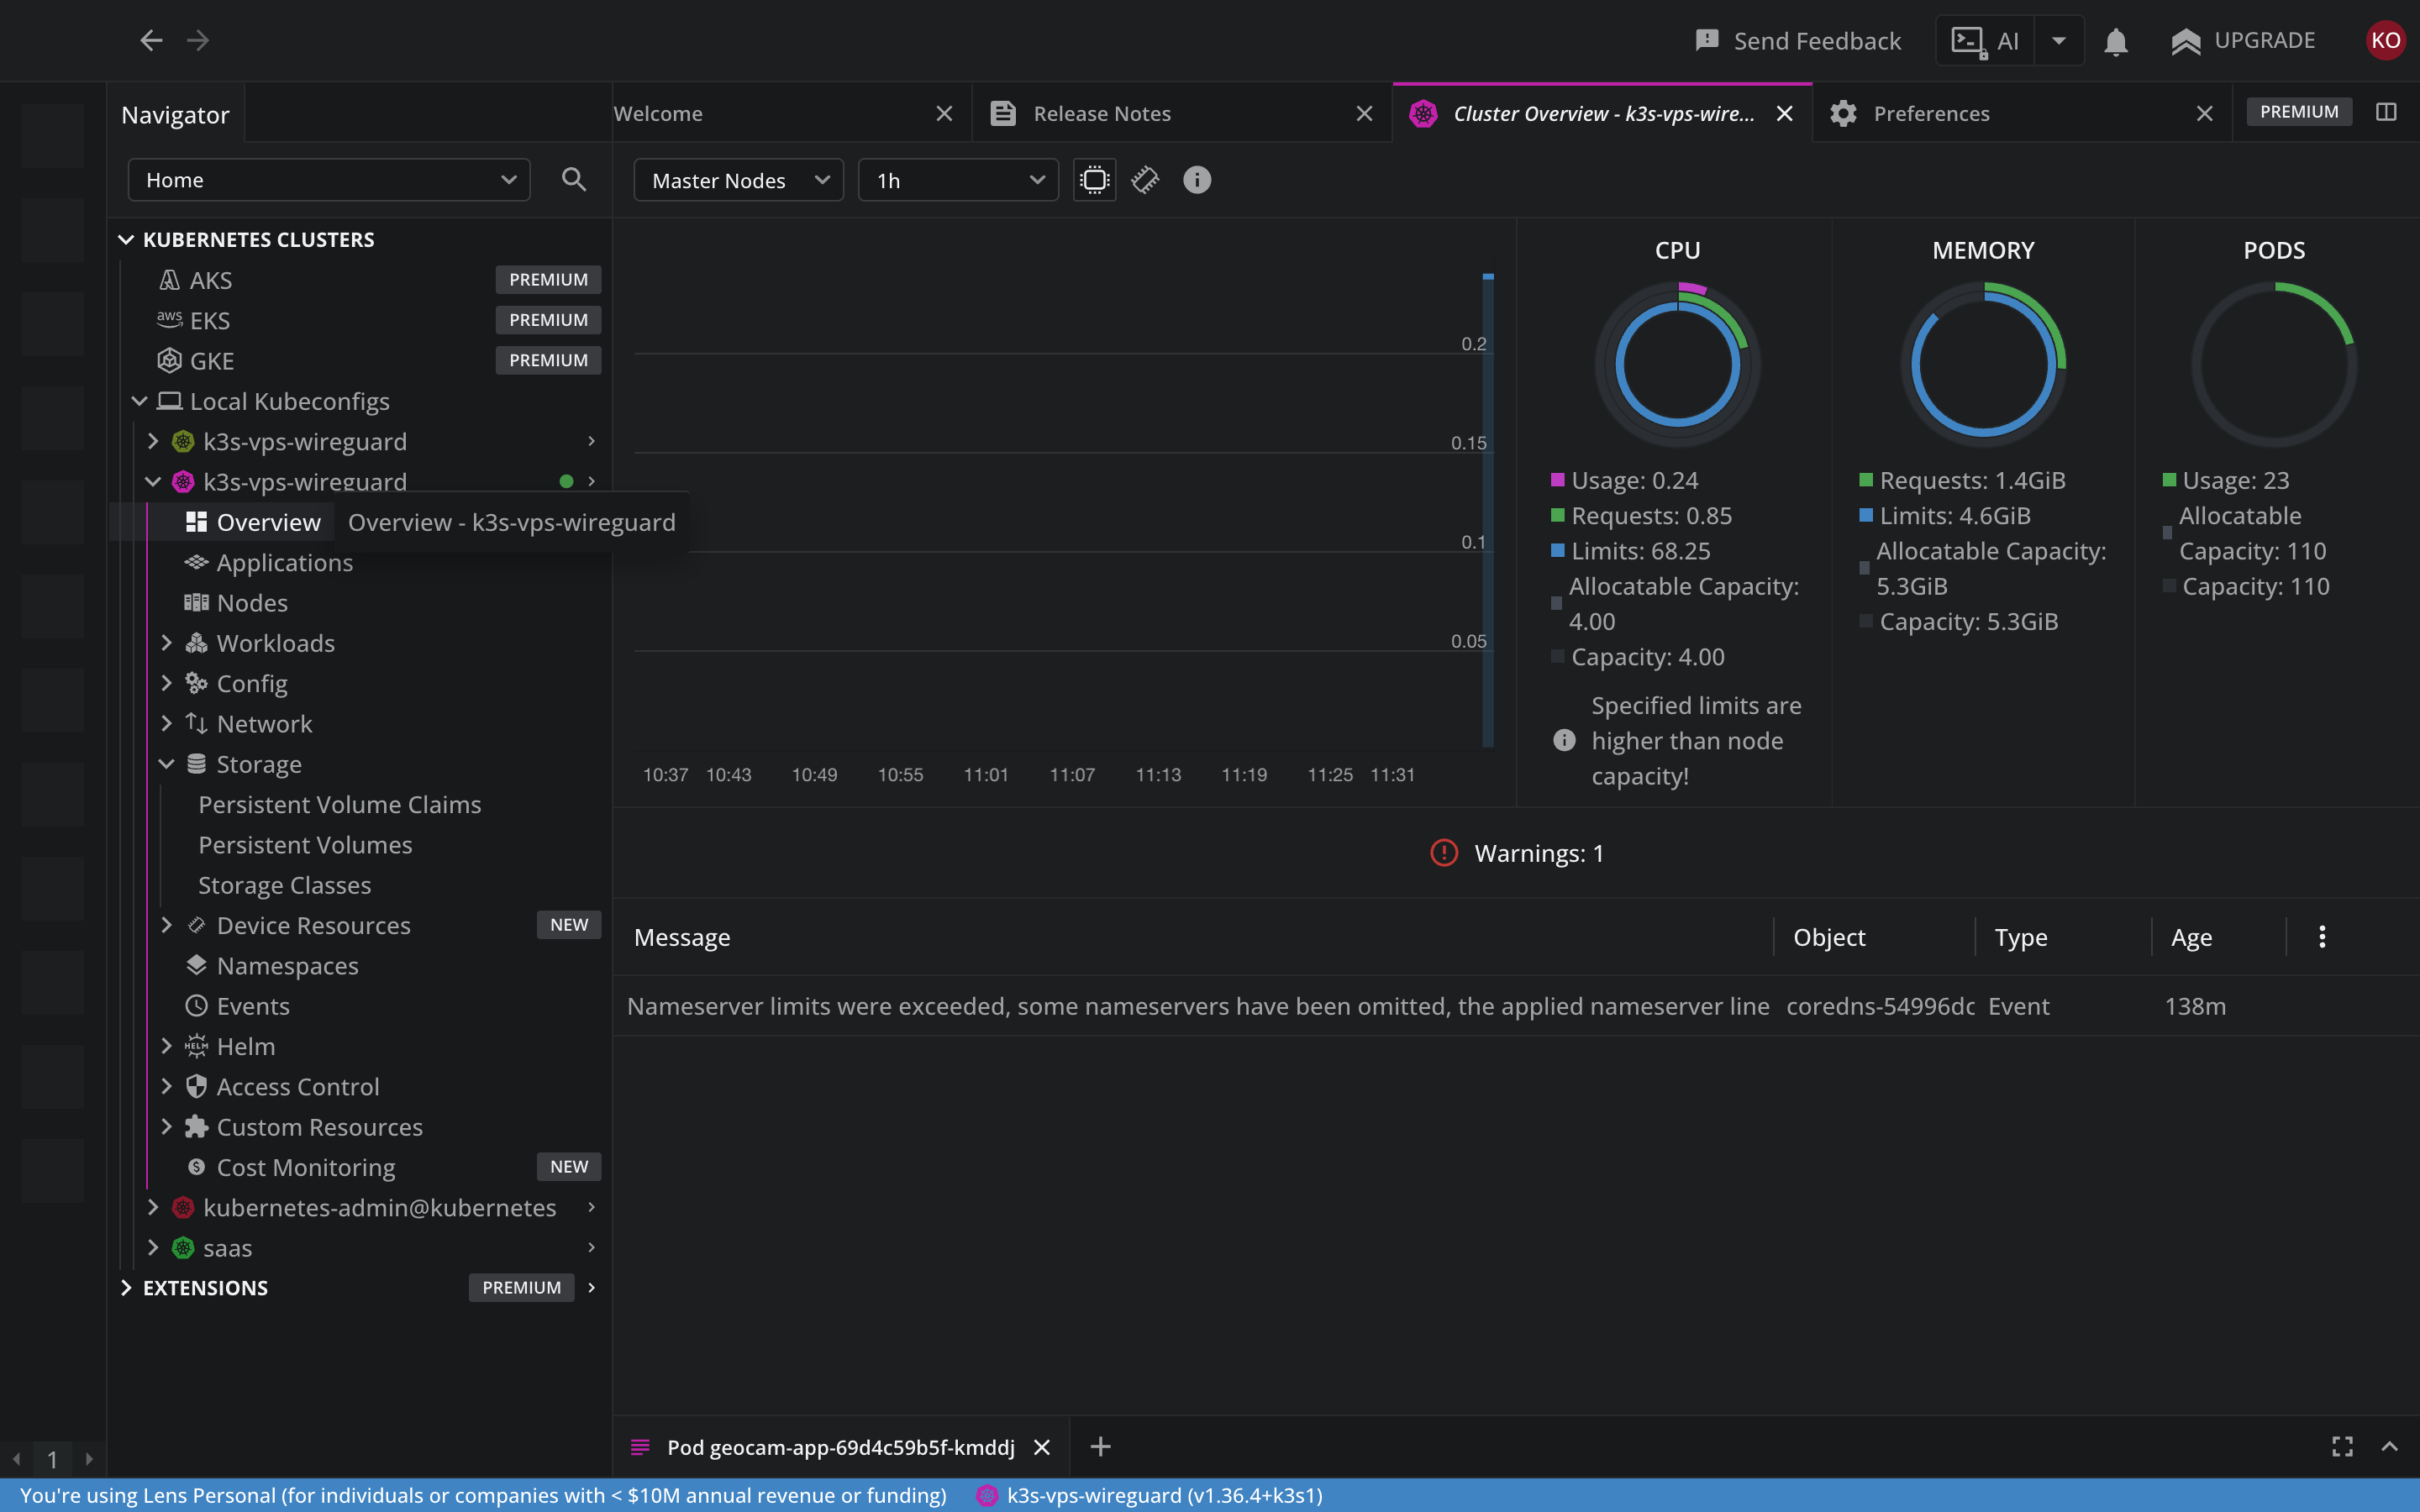 Send Feedback
AI
UPGRADE
KO
Navigator
Welcome
Release Notes
Cluster Overview - k3s-vps-wire...
Preferences
PREMIUM
Home
Master Nodes
1h
KUBERNETES CLUSTERS
AKS
PREMIUM
aws
EKS
PREMIUM
GKE
PREMIUM
Local Kubeconfigs
k3s-vps-wireguard
k3s-vps-wireguard
Overview
Overview - k3s-vps-wireguard
Applications
Nodes
Workloads
Config
Network
Storage
Persistent Volume Claims
Persistent Volumes
Storage Classes
Device Resources
NEW
Namespaces
Events
HELM
Helm
Access Control
Custom Resources
Cost Monitoring
NEW
kubernetes-admin@kubernetes
saas
EXTENSIONS
PREMIUM
0.2
0.15
0.1
0.05
10:37 10:43 10:49 10:55 11:01 11:07 11:13 11:19 11:25 11:31
CPU
Usage: 0.24
Requests: 0.85
Limits: 68.25
Allocatable Capacity:
4.00
Capacity: 4.00
Specified limits are
higher than node
capacity!
MEMORY
Requests: 1.4GiB
Limits: 4.6GiB
Allocatable Capacity:
5.3GiB
Capacity: 5.3GiB
PODS
Usage: 23
Allocatable
Capacity: 110
Capacity: 110
Warnings: 1
Message
Object
Type
Age
Nameserver limits were exceeded, some nameservers have been omitted, the applied nameserver line
coredns-54996dc
Event
138m
Pod geocam-app-69d4c59b5f-kmddj
1
You're using Lens Personal (for individuals or companies with < $10M annual revenue or funding)
k3s-vps-wireguard (v1.36.4+k3s1)